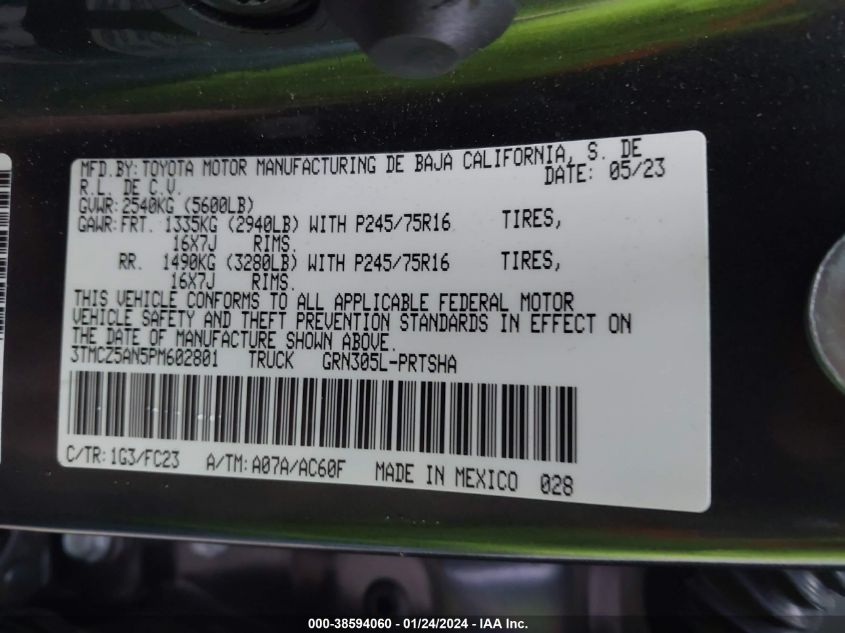 MFD.BY:TOYOTA MOTOR MANUFACTURING DE BAJA CALIFORNIA, S. DE
R.L. DE C.V. DATE: 05/23
GVWR:2540KG (5600LB)
GAWR:FRT. 1335KG (2940LB) WITH P245/75R16 TIRES,
16X7J RIMS.
RR. 1490KG (3280LB) WITH P245/75R16 TIRES,
16X7J RIMS.
THIS VEHICLE CONFORMS TO ALL APPLICABLE FEDERAL MOTOR
VEHICLE SAFETY AND THEFT PREVENTION STANDARDS IN EFFECT ON
THE DATE OF MANUFACTURE SHOWN ABOVE.
3TMCZ5AN5PM602801 TRUCK GRN305L-PRTSHA
C/TR:1G3/FC23 A/TM:A07A/AC60F MADE IN MEXICO 028
000-38594060 - 01/24/2024 - IAA Inc.